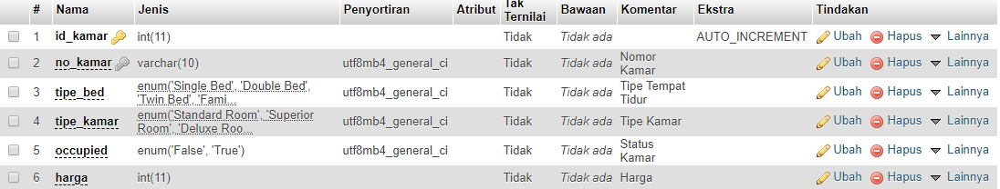 # Nama Jenis Penyortiran Atribut Tak Ternilai Bawaan Komentar Ekstra Tindakan
1 id_kamar int(11) Tidak Tidak ada AUTO_INCREMENT Ubah Hapus Lainnya
2 no_kamar varchar(10) utf8mb4_general_ci Tidak Tidak ada Nomor Kamar Ubah Hapus Lainnya
3 tipe_bed enum('Single Bed', 'Double Bed', 'Twin Bed', 'Fami... utf8mb4_general_ci Tidak Tidak ada Tipe Tempat Tidur Ubah Hapus Lainnya
4 tipe_kamar enum('Standard Room', 'Superior Room', 'Deluxe Roo... utf8mb4_general_ci Tidak Tidak ada Tipe Kamar Ubah Hapus Lainnya
5 occupied enum('False', 'True') utf8mb4_general_ci Tidak Tidak ada Status Kamar Ubah Hapus Lainnya
6 harga int(11) Tidak Tidak ada Harga Ubah Hapus Lainnya